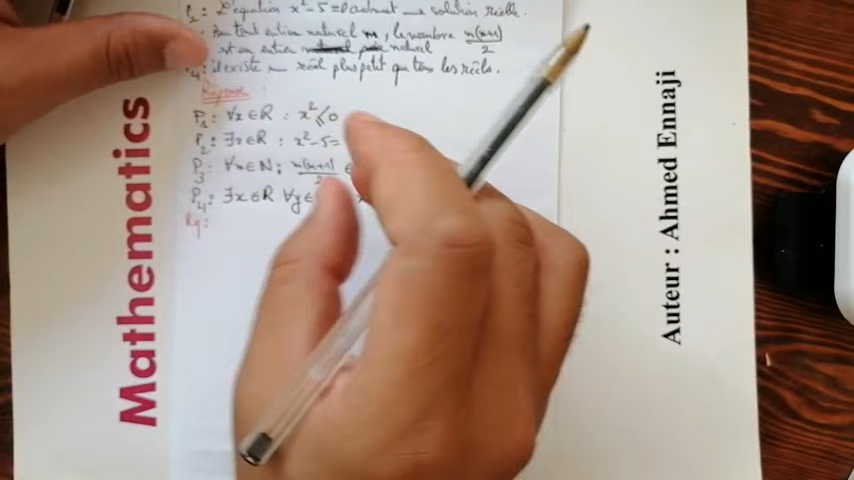 P2 : L'équation x² - 5 = 0 admet une solution réelle.
Pour tout entier naturel n, le nombre n(n+1)/2
est un entier naturel
P4 : il existe un réel plus petit que tous les réels.
Réponse :
P1 : ∀x ∈ R : x² ≤ 0
P2 : ∃x ∈ R : x² - 5 =
P3 : ∀n ∈ N ; n(n+1)/2 ∈
P4 : ∃x ∈ R ∀y ∈
Rq :
Mathematics
Auteur : Ahmed Ennaji